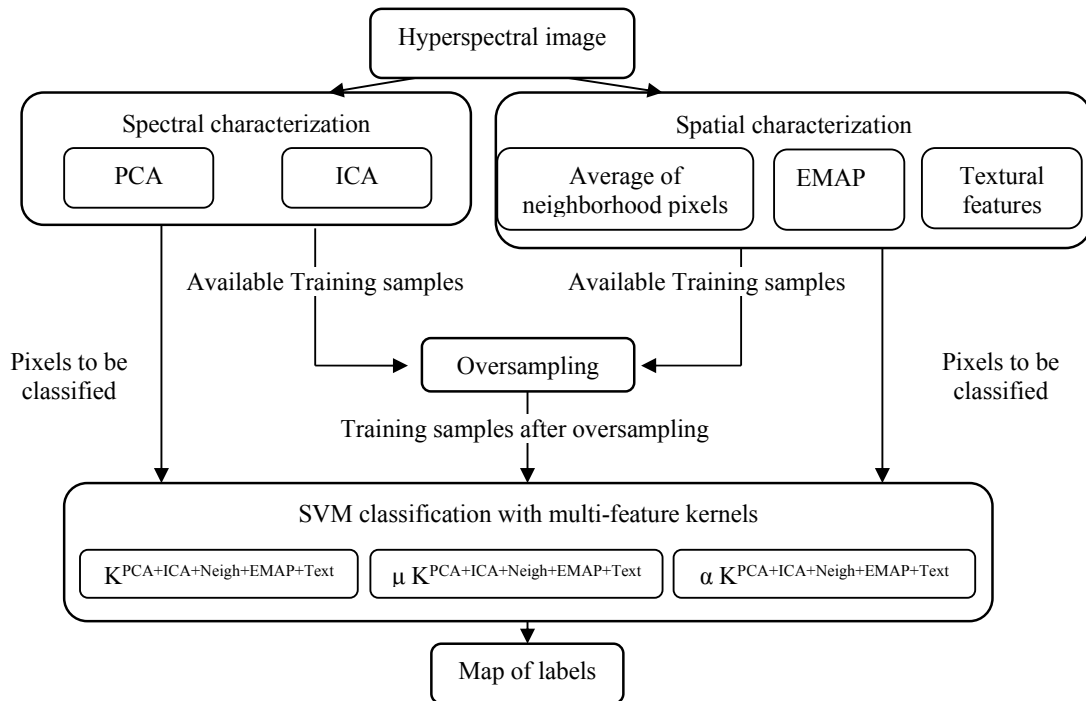 Hyperspectral image
Spectral characterization
PCA
ICA
Spatial characterization
Average of
neighborhood pixels
EMAP
Textural
features
Available Training samples
Available Training samples
Pixels to be
classified
Oversampling
Pixels to be
classified
Training samples after oversampling
SVM classification with multi-feature kernels
K^PCA+ICA+Neigh+EMAP+Text
μ K^PCA+ICA+Neigh+EMAP+Text
α K^PCA+ICA+Neigh+EMAP+Text
Map of labels